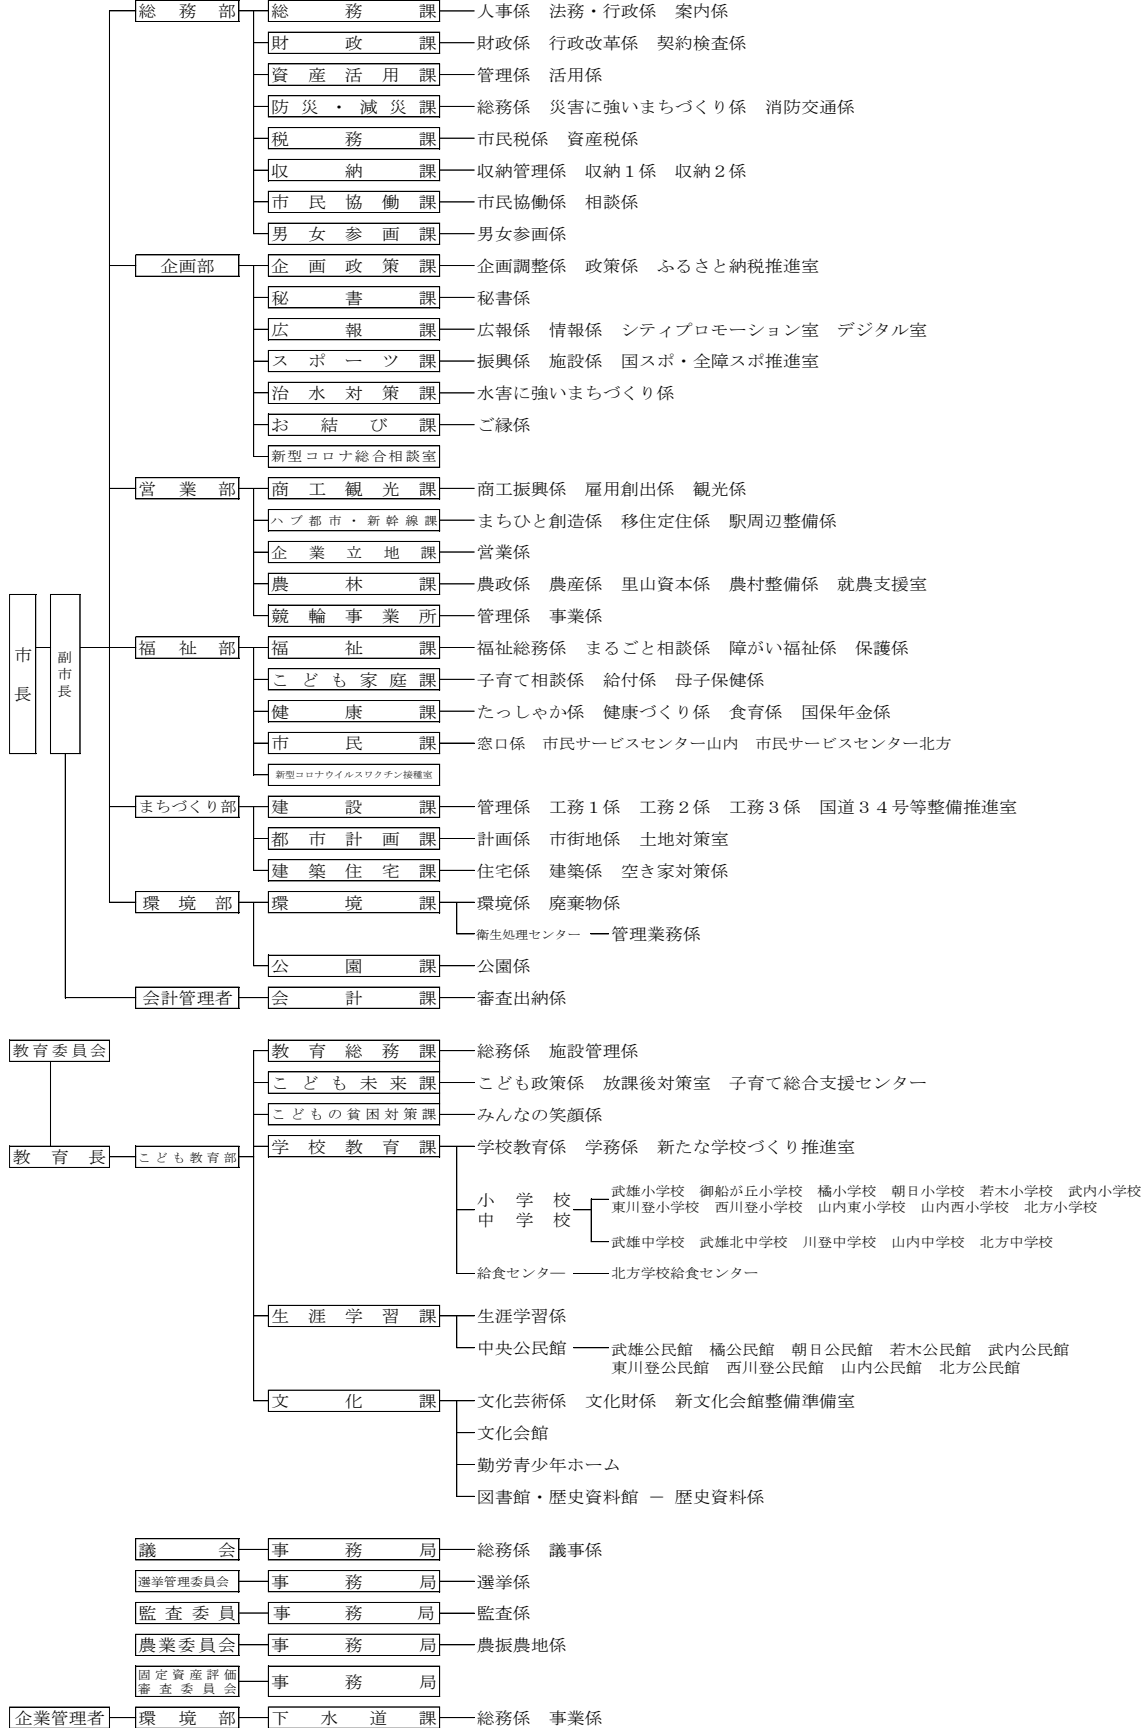 総務部 総務課 人事係 法務・行政係 案内係
財政課 財政係 行政改革係 契約検査係
資産活用課 管理係 活用係
防災・減災課 総務係 災害に強いまちづくり係 消防交通係
税務課 市民税係 資産税係
収納課 収納管理係 収納1係 収納2係
市民協働課 市民協働係 相談係
男女参画課 男女参画係
企画部 企画政策課 企画調整係 政策係 ふるさと納税推進室
秘書課 秘書係
広報課 広報係 情報係 シティプロモーション室 デジタル室
スポーツ課 振興係 施設係 国スポ・全障スポ推進室
治水対策課 水害に強いまちづくり係
お結び課 ご縁係
新型コロナ総合相談室
営業部 商工観光課 商工振興係 雇用創出係 観光係
ハブ都市・新幹線課 まちひと創造係 移住定住係 駅周辺整備係
企業立地課 営業係
農林課 農政係 農産係 里山資本係 農村整備係 就農支援室
競輪事業所 管理係 事業係
市長 副市長 福祉部 福祉課 福祉総務係 まるごと相談係 障がい福祉係 保護係
こども家庭課 子育て相談係 給付係 母子保健係
健康課 たっしゃか係 健康づくり係 食育係 国保年金係
市民課 窓口係 市民サービスセンター山内 市民サービスセンター北方
新型コロナウイルスワクチン接種室
まちづくり部 建設課 管理係 工務1係 工務2係 工務3係 国道34号等整備推進室
都市計画課 計画係 市街地係 土地対策室
建築住宅課 住宅係 建築係 空き家対策係
環境部 環境課 環境係 廃棄物係
衛生処理センター 管理業務係
公園課 公園係
会計管理者 会計課 審査出納係
教育委員会 教育総務課 総務係 施設管理係
こども未来課 こども政策係 放課後対策室 子育て総合支援センター
こどもの貧困対策課 みんなの笑顔係
教育長 こども教育部 学校教育課 学校教育係 学務係 新たな学校づくり推進室
小学校 武雄小学校 御船が丘小学校 橘小学校 朝日小学校 若木小学校 武内小学校
中学校 東川登小学校 西川登小学校 山内東小学校 山内西小学校 北方小学校
武雄中学校 武雄北中学校 川登中学校 山内中学校 北方中学校
給食センター 北方学校給食センター
生涯学習課 生涯学習係
中央公民館 武雄公民館 橘公民館 朝日公民館 若木公民館 武内公民館
東川登公民館 西川登公民館 山内公民館 北方公民館
文化課 文化芸術係 文化財係 新文化会館整備準備室
文化会館
勤労青少年ホーム
図書館・歴史資料館 － 歴史資料係
議会 事務局 総務係 議事係
選挙管理委員会 事務局 選挙係
監査委員 事務局 監査係
農業委員会 事務局 農振農地係
固定資産評価
審査委員会 事務局
企業管理者 環境部 下水道課 総務係 事業係